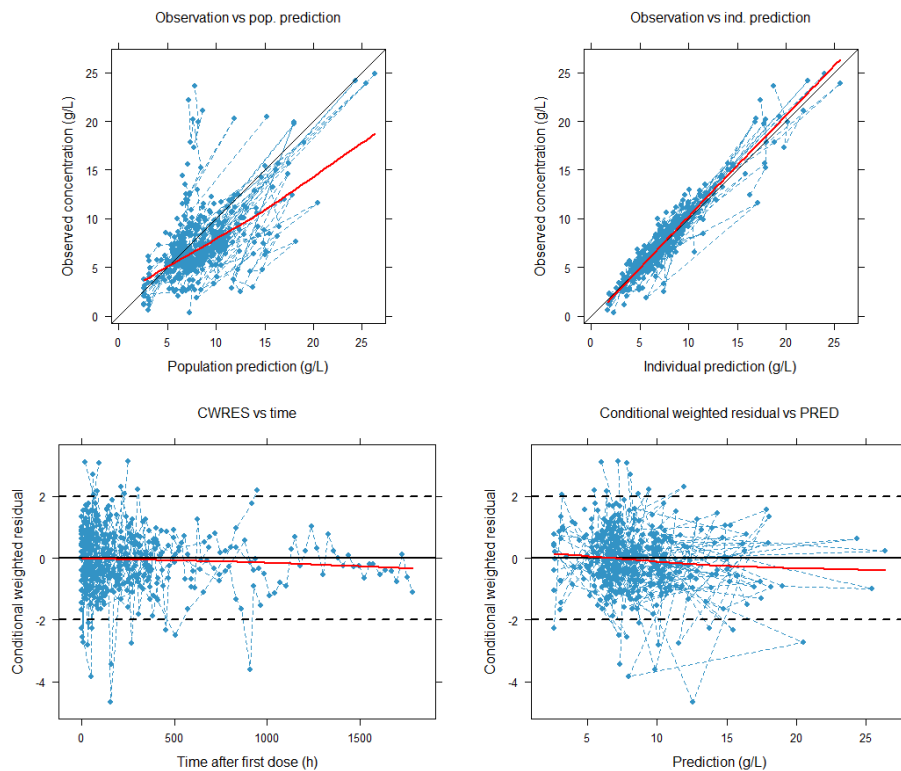 Observation vs pop. prediction
Observed concentration (g/L)
25
20
15
10
5
0
0 5 10 15 20 25
Population prediction (g/L)
Observation vs ind. prediction
Observed concentration (g/L)
25
20
15
10
5
0
0 5 10 15 20 25
Individual prediction (g/L)
CWRES vs time
Conditional weighted residual
2
0
-2
-4
0 500 1000 1500
Time after first dose (h)
Conditional weighted residual vs PRED
Conditional weighted residual
2
0
-2
-4
5 10 15 20 25
Prediction (g/L)